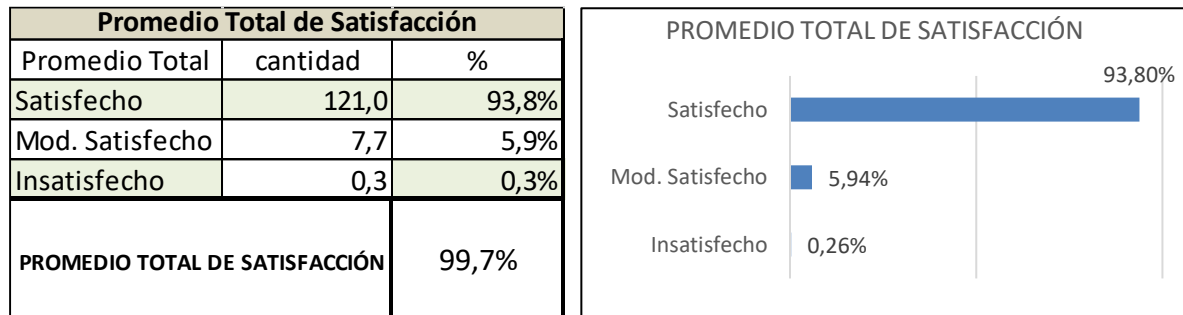 Promedio Total de Satisfacción
Promedio Total cantidad %
Satisfecho 121,0 93,8%
Mod. Satisfecho 7,7 5,9%
Insatisfecho 0,3 0,3%
PROMEDIO TOTAL DE SATISFACCIÓN 99,7%
PROMEDIO TOTAL DE SATISFACCIÓN
Satisfecho 93,80%
Mod. Satisfecho 5,94%
Insatisfecho 0,26%